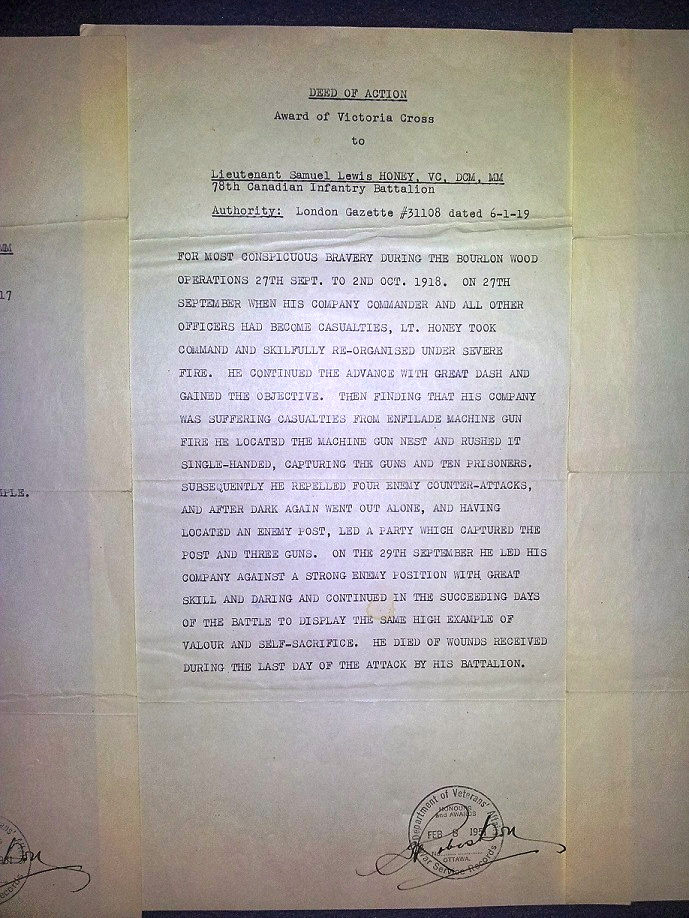 DEED OF ACTION
Award of Victoria Cross
to
Lieutenant Samuel Lewis HONEY, VC, DCM, MM
78th Canadian Infantry Battalion
Authority: London Gazette #31108 dated 6-1-19
FOR MOST CONSPICUOUS BRAVERY DURING THE BOURLON WOOD
OPERATIONS 27TH SEPT. TO 2ND OCT. 1918. ON 27TH
SEPTEMBER WHEN HIS COMPANY COMMANDER AND ALL OTHER
OFFICERS HAD BECOME CASUALTIES, LT. HONEY TOOK
COMMAND AND SKILFULLY RE-ORGANISED UNDER SEVERE
FIRE. HE CONTINUED THE ADVANCE WITH GREAT DASH AND
GAINED THE OBJECTIVE. THEN FINDING THAT HIS COMPANY
WAS SUFFERING CASUALTIES FROM ENFILADE MACHINE GUN
FIRE HE LOCATED THE MACHINE GUN NEST AND RUSHED IT
SINGLE-HANDED, CAPTURING THE GUNS AND TEN PRISONERS.
SUBSEQUENTLY HE REPELLED FOUR ENEMY COUNTER-ATTACKS,
AND AFTER DARK AGAIN WENT OUT ALONE, AND HAVING
LOCATED AN ENEMY POST, LED A PARTY WHICH CAPTURED THE
POST AND THREE GUNS. ON THE 29TH SEPTEMBER HE LED HIS
COMPANY AGAINST A STRONG ENEMY POSITION WITH GREAT
SKILL AND DARING AND CONTINUED IN THE SUCCEEDING DAYS
OF THE BATTLE TO DISPLAY THE SAME HIGH EXAMPLE OF
VALOUR AND SELF-SACRIFICE. HE DIED OF WOUNDS RECEIVED
DURING THE LAST DAY OF THE ATTACK BY HIS BATTALION.
MM
17
MPLE.
Department of Veterans' Affairs
HONOURS
and AWARDS
FEB 8 1951
No.
OTTAWA.
War Service Records